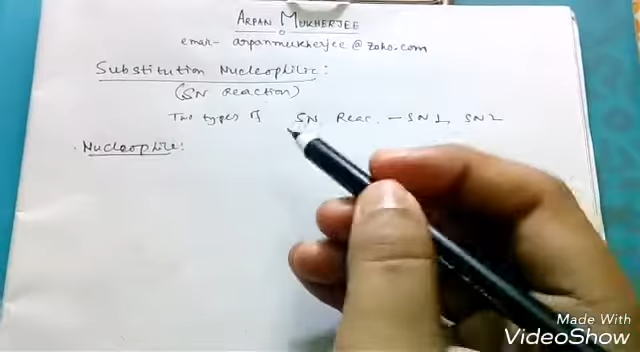 ARPAN MUKHERJEE
email- arpanmukherjee@zoho.com
Substitution Nucleophilic:
(SN Reaction)
Two types of SN Reac. - SN1, SN2
. Nucleophile:
Made With
VideoShow